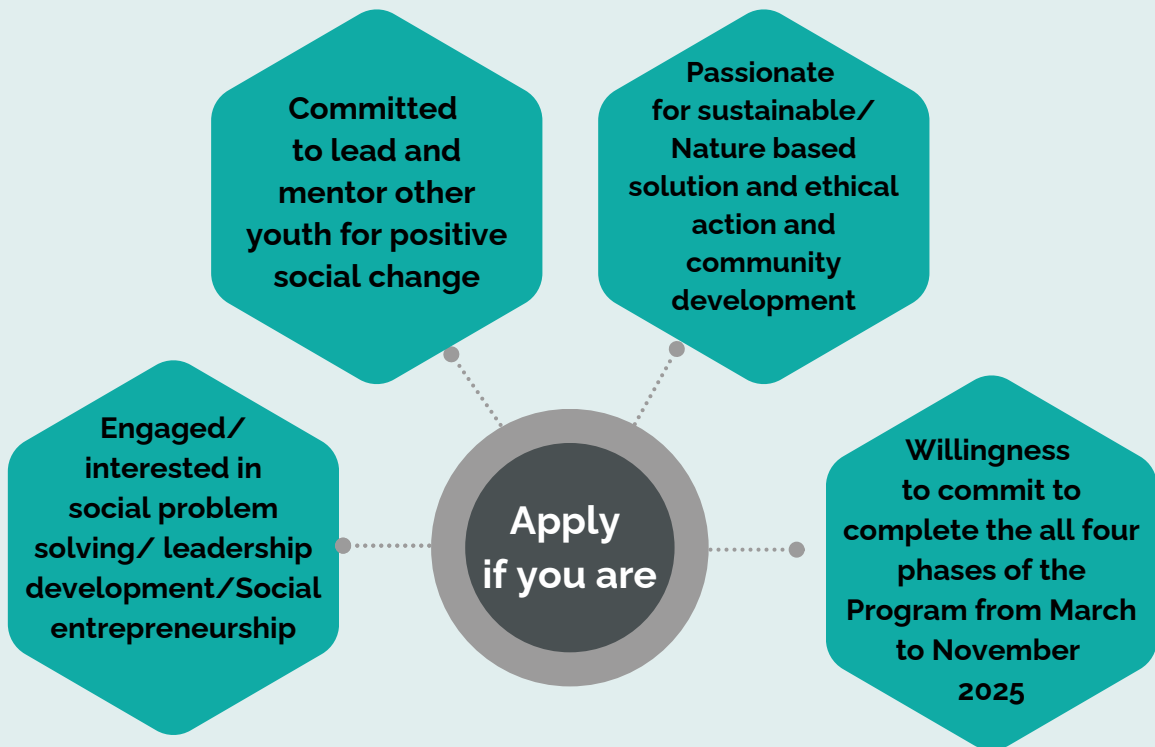 Committed
to lead and
mentor other
youth for positive
social change
Passionate
for sustainable/
Nature based
solution and ethical
action and
community
development
Engaged/
interested in
social problem
solving/ leadership
development/Social
entrepreneurship
Apply
if you are
Willingness
to commit to
complete the all four
phases of the
Program from March
to November
2025